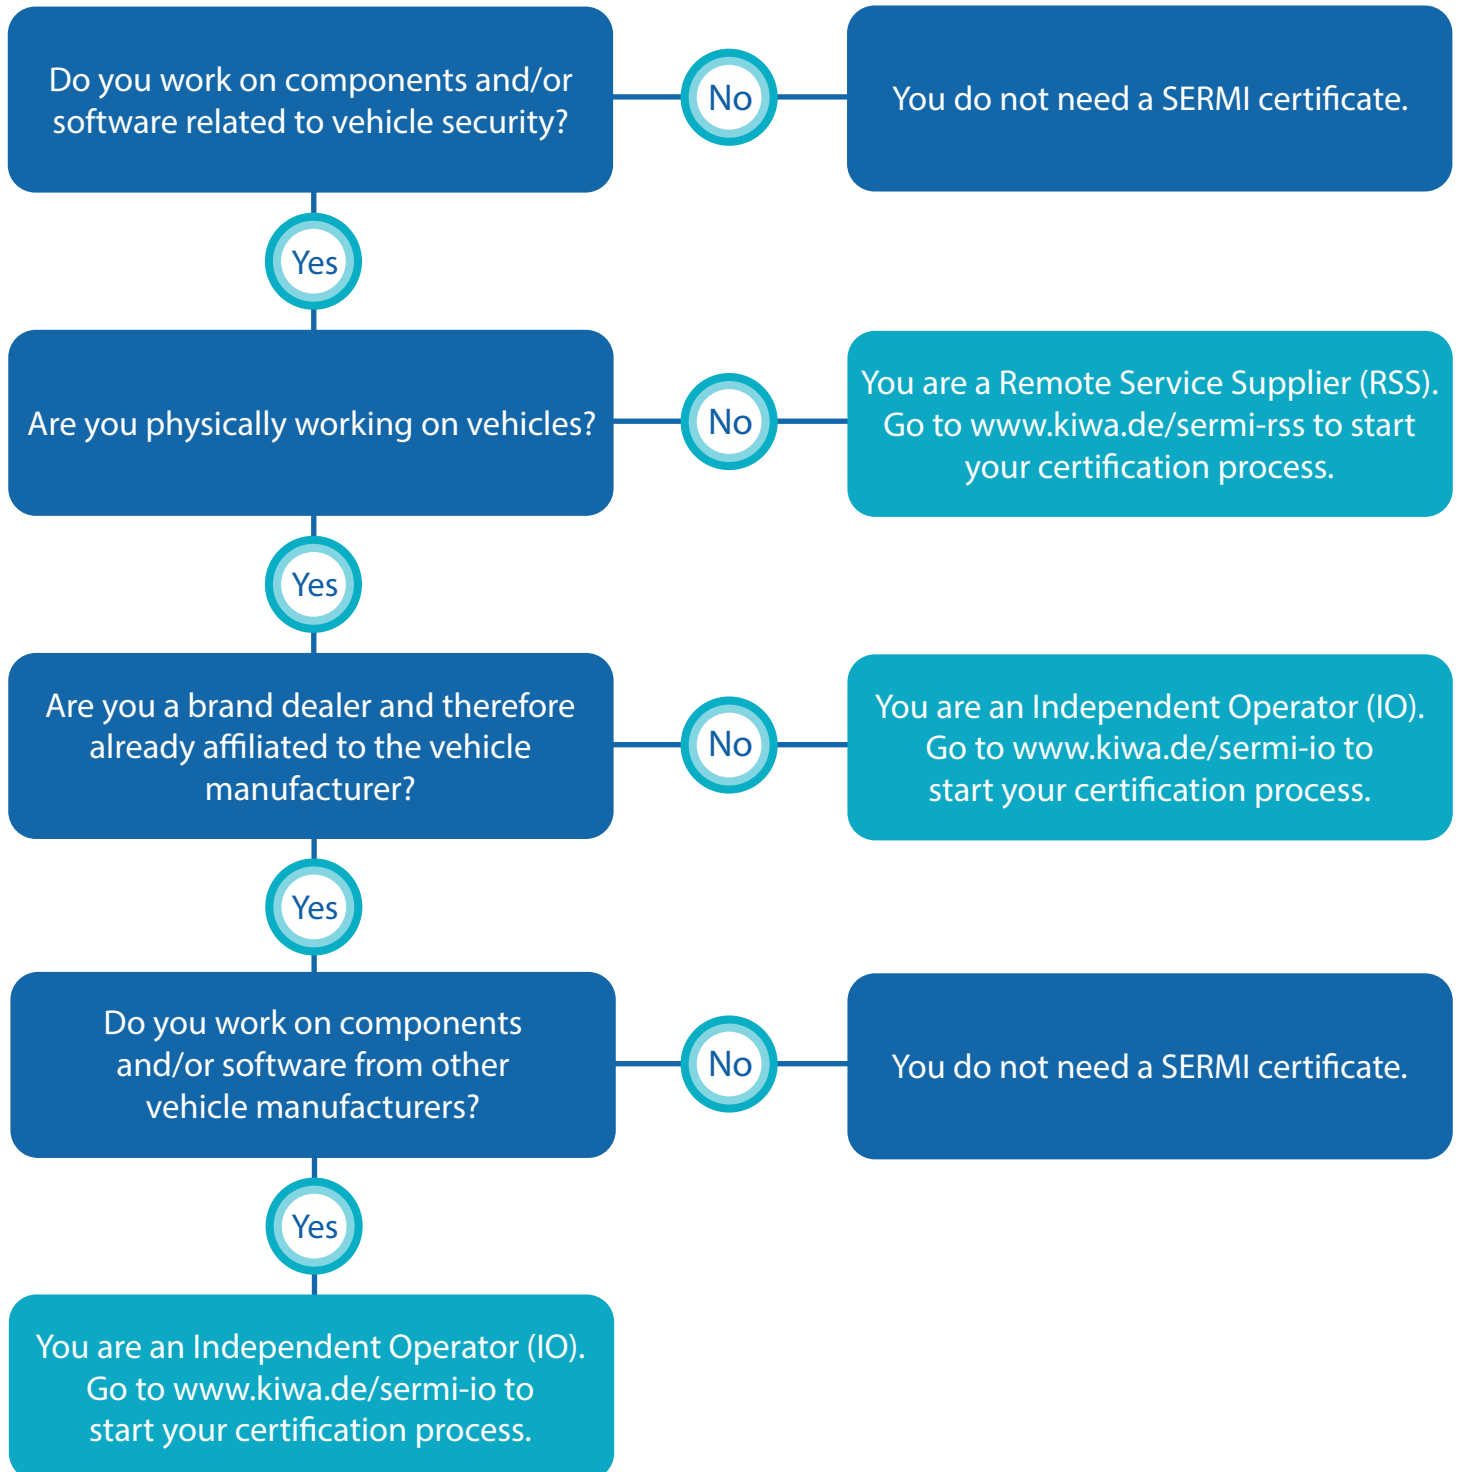 Do you work on components and/or
software related to vehicle security?
No
You do not need a SERMI certificate.
Yes
Are you physically working on vehicles?
No
You are a Remote Service Supplier (RSS).
Go to www.kiwa.de/sermi-rss to start
your certification process.
Yes
Are you a brand dealer and therefore
already affiliated to the vehicle
manufacturer?
No
You are an Independent Operator (IO).
Go to www.kiwa.de/sermi-io to
start your certification process.
Yes
Do you work on components
and/or software from other
vehicle manufacturers?
No
You do not need a SERMI certificate.
Yes
You are an Independent Operator (IO).
Go to www.kiwa.de/sermi-io to
start your certification process.